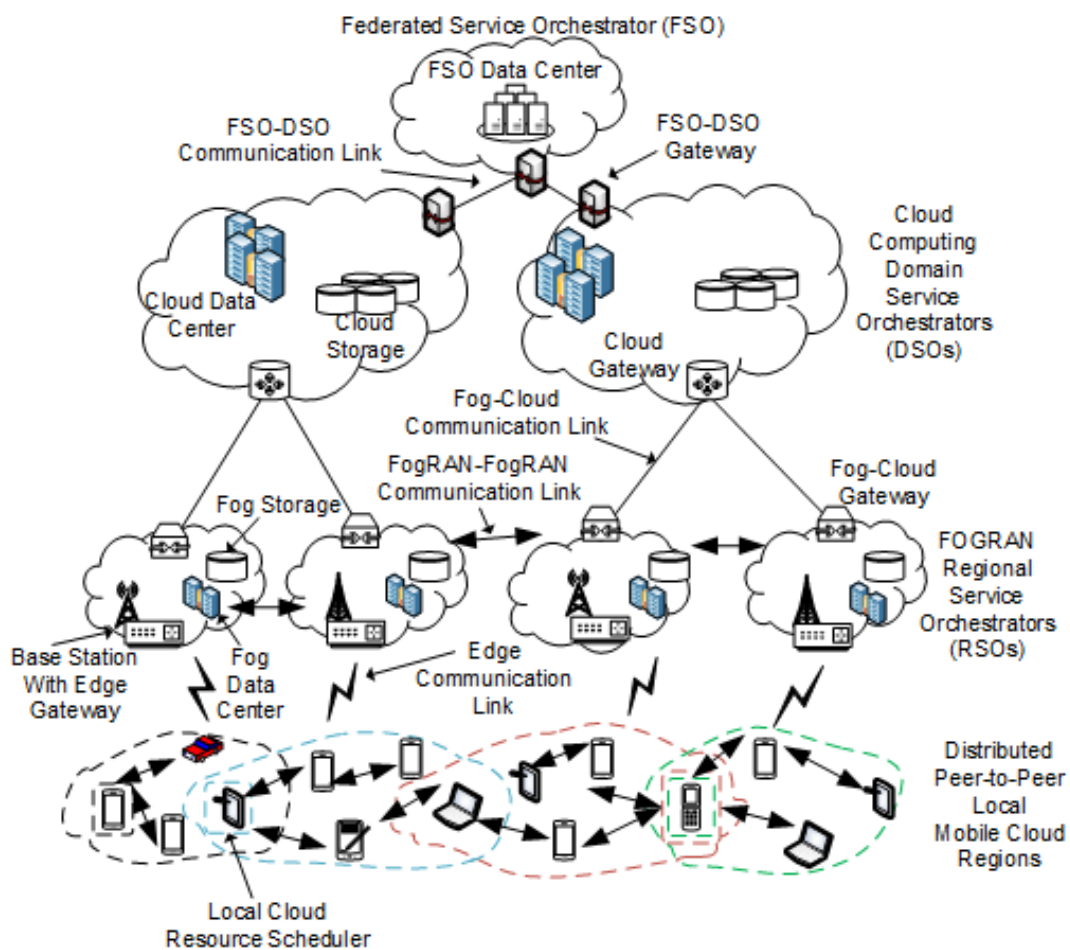 Federated Service Orchestrator (FSO)
FSO Data Center
FSO-DSO
Communication Link
FSO-DSO
Gateway
Cloud Data
Center
Cloud
Storage
Cloud
Gateway
Cloud
Computing
Domain
Service
Orchestrators
(DSOs)
Fog-Cloud
Communication Link
FogRAN-FogRAN
Communication Link
Fog Storage
Fog-Cloud
Gateway
FOGRAN
Regional
Service
Orchestrators
(RSOs)
Base Station
With Edge
Gateway
Fog
Data
Center
Edge
Communication
Link
Distributed
Peer-to-Peer
Local
Mobile Cloud
Regions
Local Cloud
Resource Scheduler